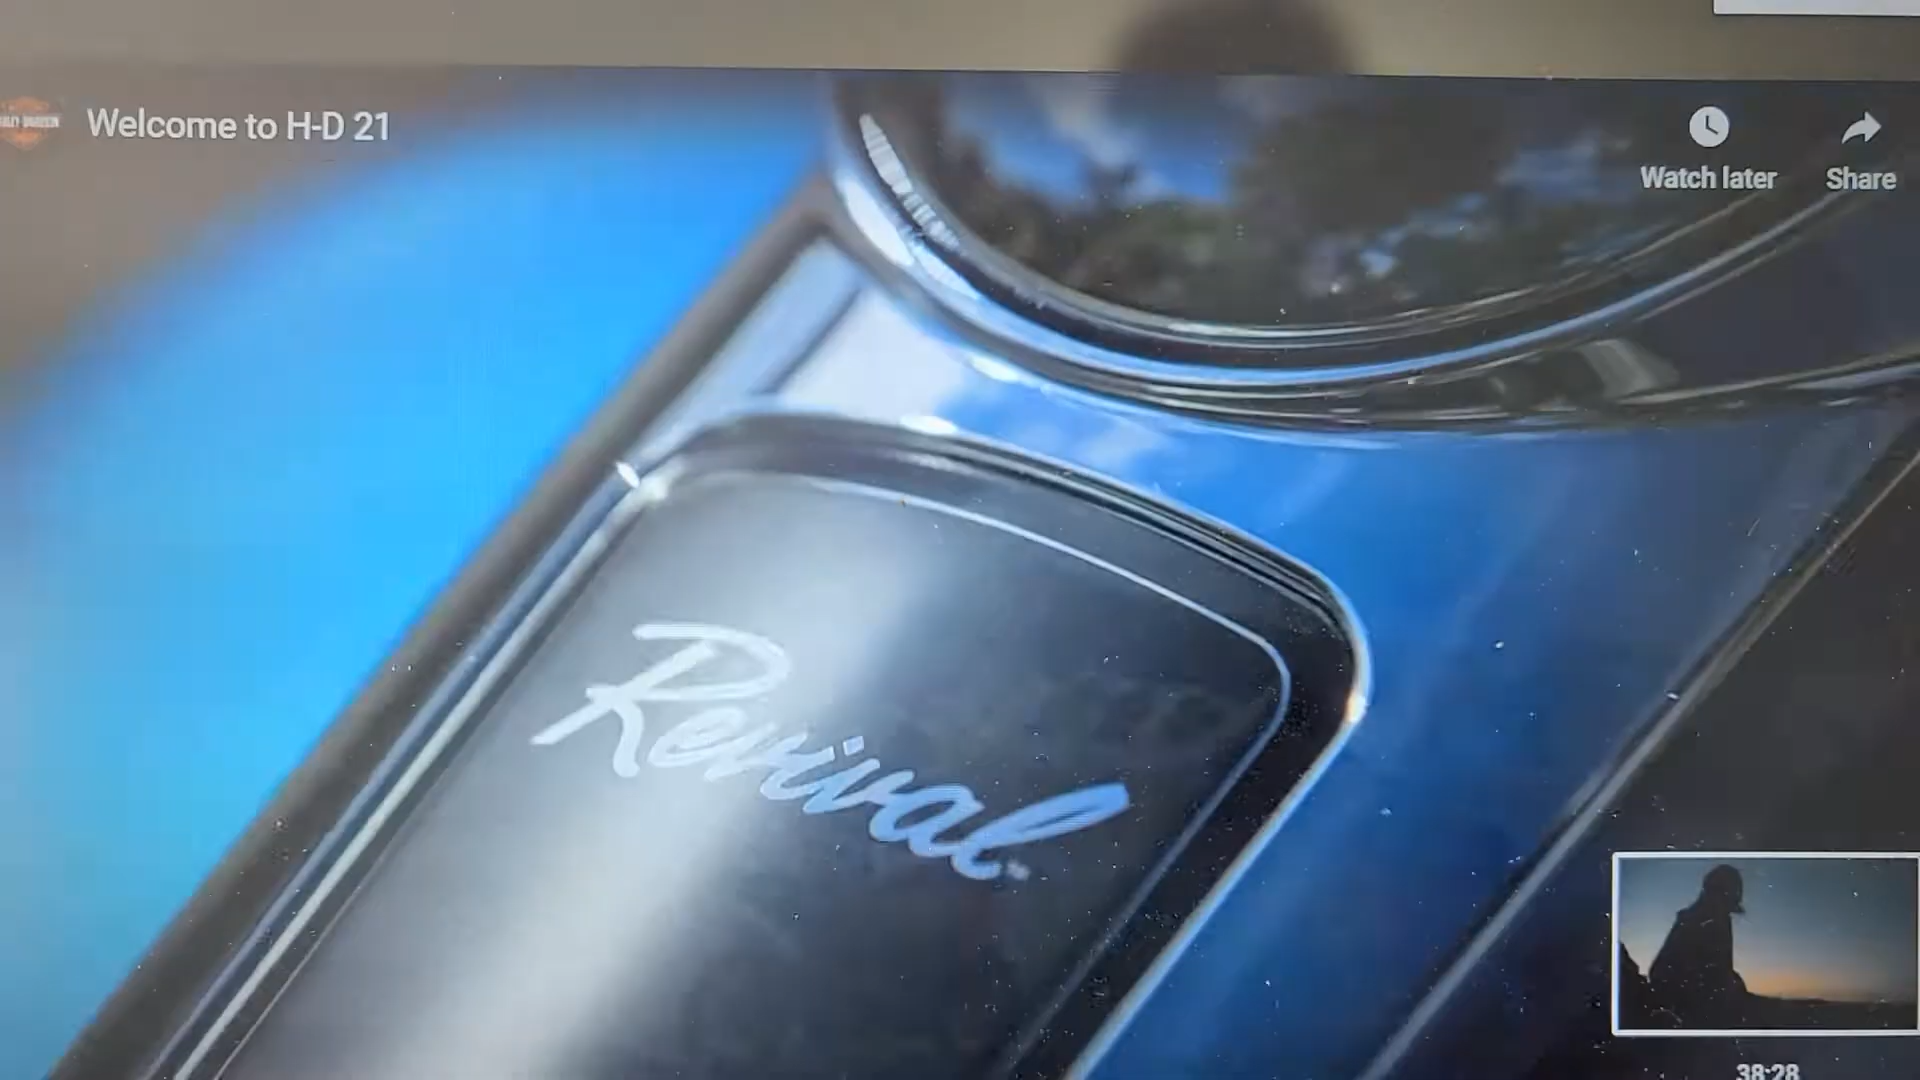 Welcome to H-D 21
Watch later
Share
Revival
38:28